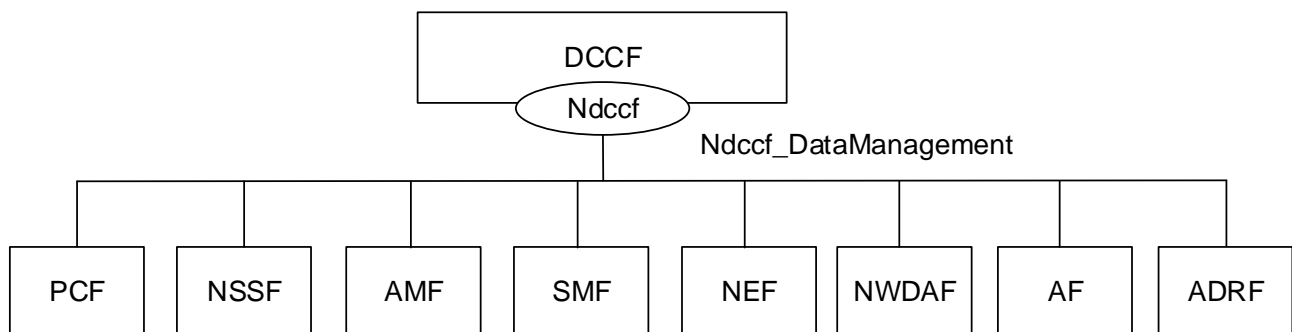 DCCF
Ndccf
Ndccf_DataManagement
PCF NSSF AMF SMF NEF NWDAF AF ADRF